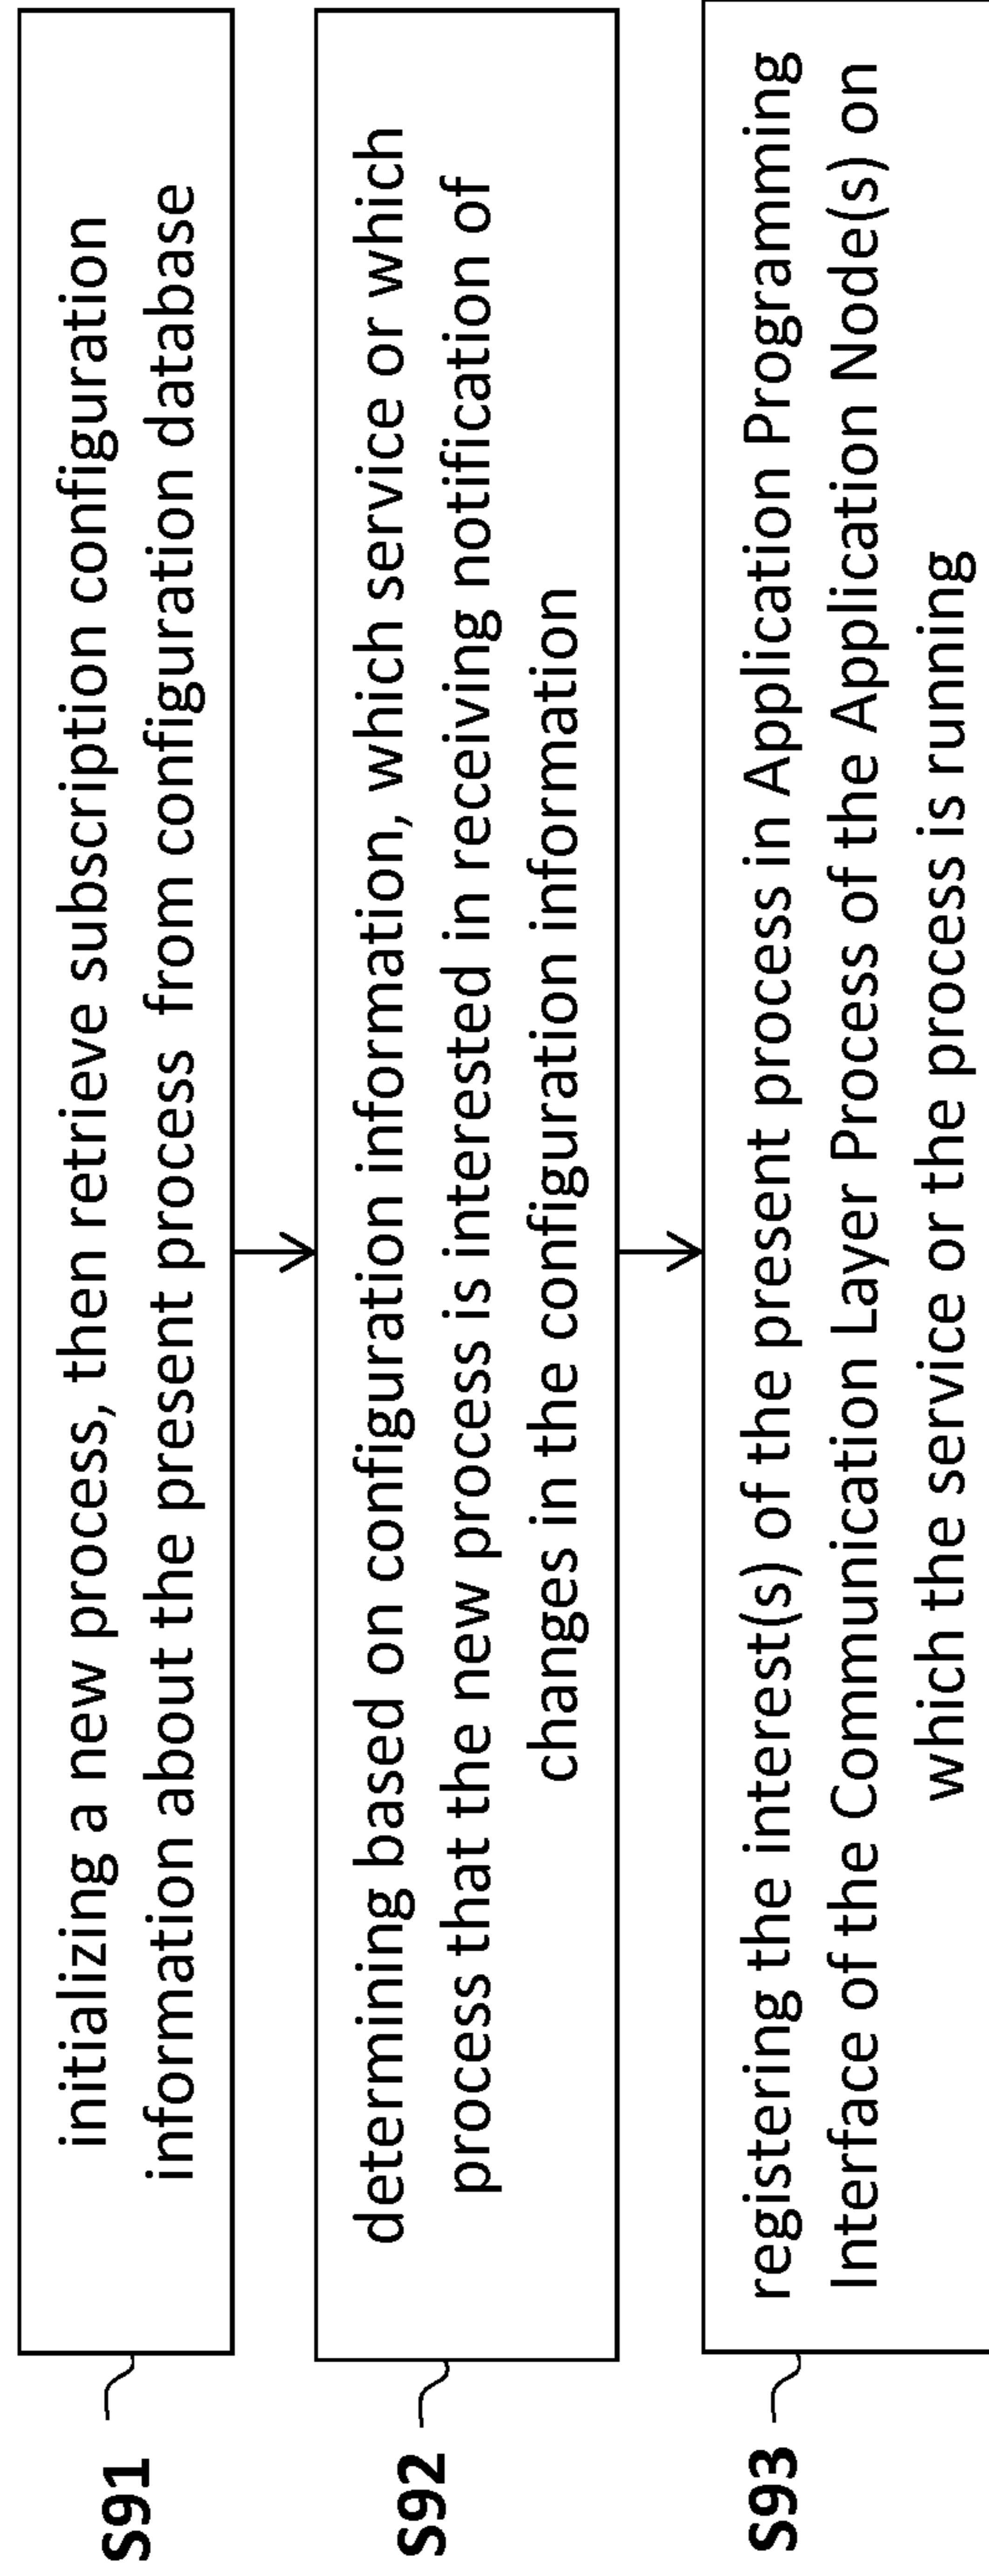 S91
initializing a new process, then retrieve subscription configuration
information about the present process from configuration database
S92
determining based on configuration information, which service or which
process that the new process is interested in receiving notification of
changes in the configuration information
S93
registering the interest(s) of the present process in Application Programming
Interface of the Communication Layer Process of the Application Node(s) on
which the service or the process is running